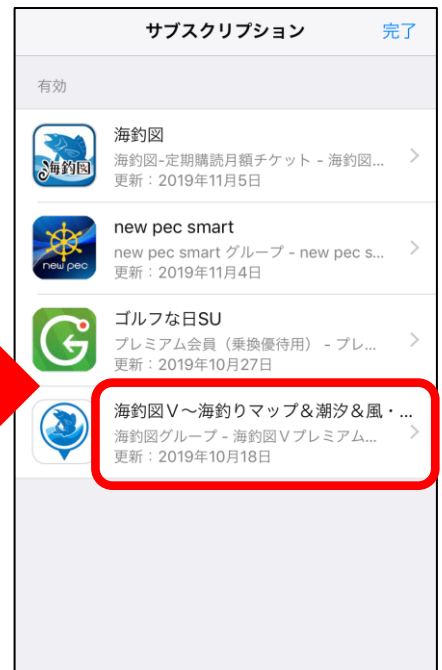 サブスクリプション 完了
有効
海釣図
海釣図
海釣図-定期購読月額チケット - 海釣図...
更新：2019年11月5日
new pec
new pec smart
new pec smart グループ - new pec s...
更新：2019年11月4日
G
ゴルフな日SU
プレミアム会員（乗換優待用） - プレ...
更新：2019年10月27日
海釣図Ｖ～海釣りマップ＆潮汐＆風・...
海釣図グループ - 海釣図Ｖプレミアム...
更新：2019年10月18日